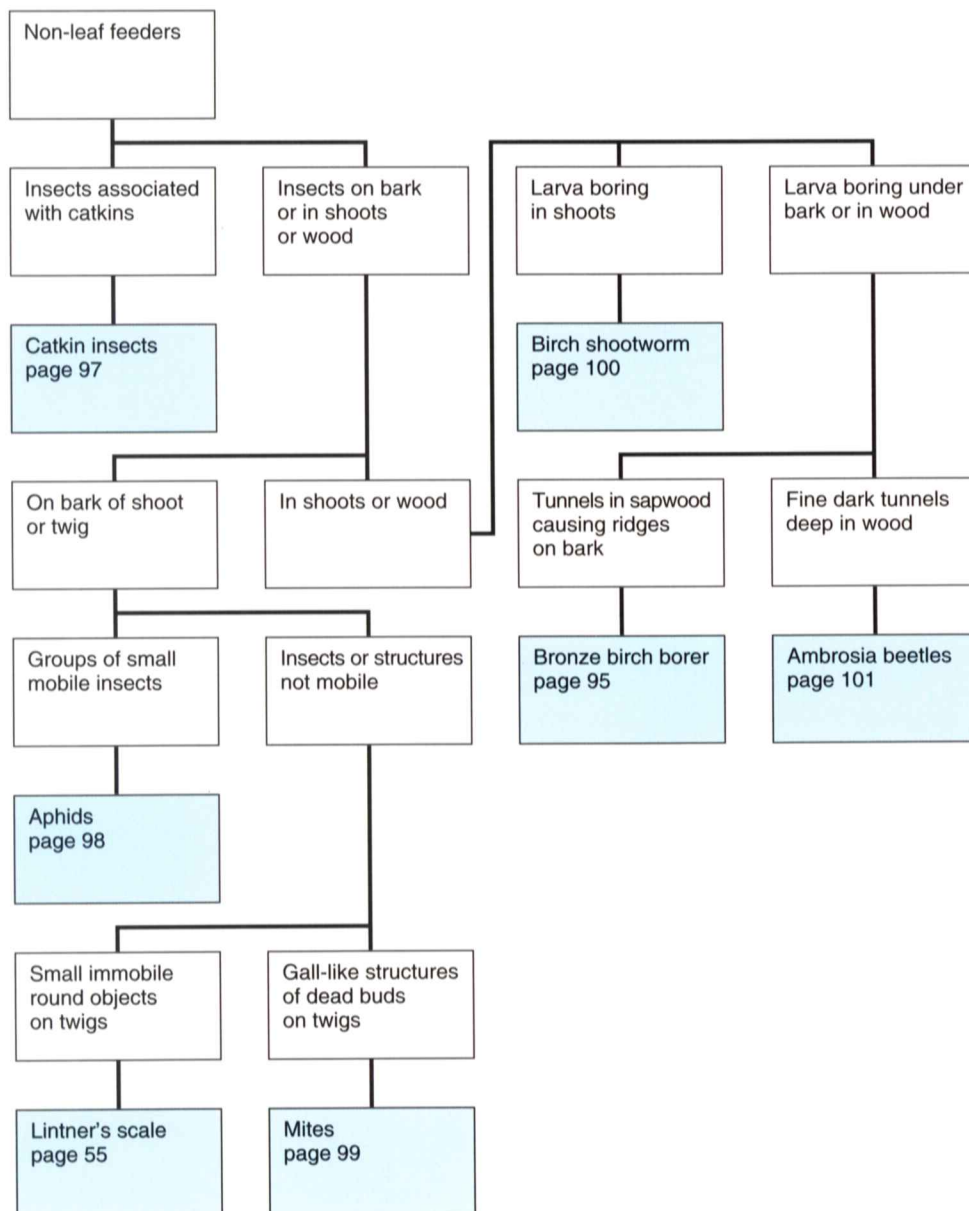 Non-leaf feeders
Insects associated
with catkins
Insects on bark
or in shoots
or wood
Larva boring
in shoots
Larva boring under
bark or in wood
Catkin insects
page 97
Birch shootworm
page 100
On bark of shoot
or twig
In shoots or wood
Tunnels in sapwood
causing ridges
on bark
Fine dark tunnels
deep in wood
Groups of small
mobile insects
Insects or structures
not mobile
Bronze birch borer
page 95
Ambrosia beetles
page 101
Aphids
page 98
Small immobile
round objects
on twigs
Gall-like structures
of dead buds
on twigs
Lintner's scale
page 55
Mites
page 99